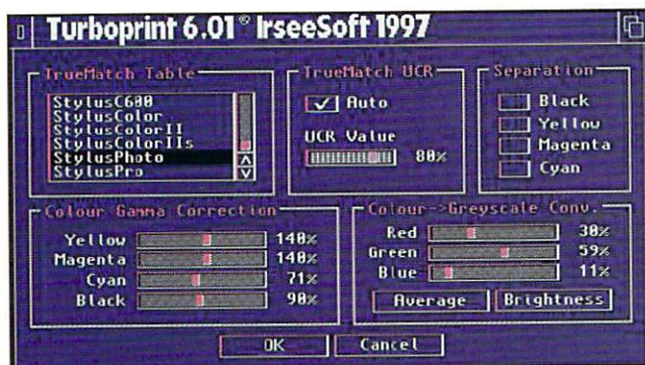 Turboprint 6.01 © IrseeSoft 1997
TrueMatch Table
StylusC600
StylusColor
StylusColorII
StylusColorIIs
StylusPhoto
StylusPro
TrueMatch UCR
Auto
UCR Value
80%
Separation
Black
Yellow
Magenta
Cyan
Colour Gamma Correction
Yellow 140%
Magenta 140%
Cyan 71%
Black 90%
Colour->Greyscale Conv.
Red 30%
Green 59%
Blue 11%
Average Brightness
OK Cancel